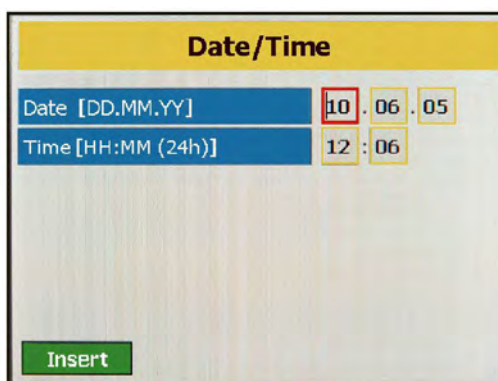 Date/Time
Date [DD.MM.YY] 10 . 06 . 05
Time [HH:MM (24h)] 12 : 06
Insert